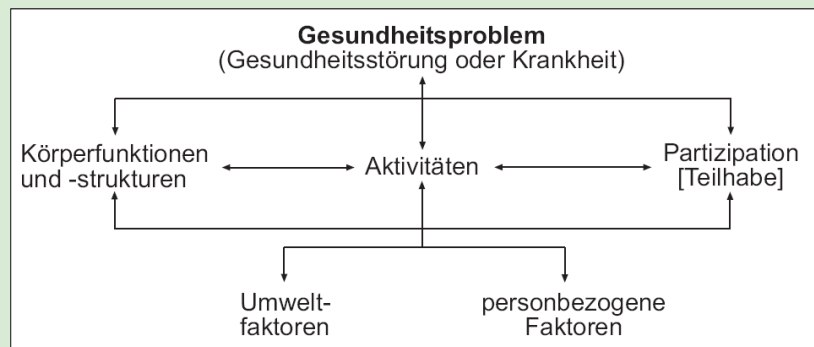 Gesundheitsproblem
(Gesundheitsstörung oder Krankheit)
Körperfunktionen
und -strukturen
Aktivitäten
Partizipation
[Teilhabe]
Umwelt-
faktoren
personbezogene
Faktoren